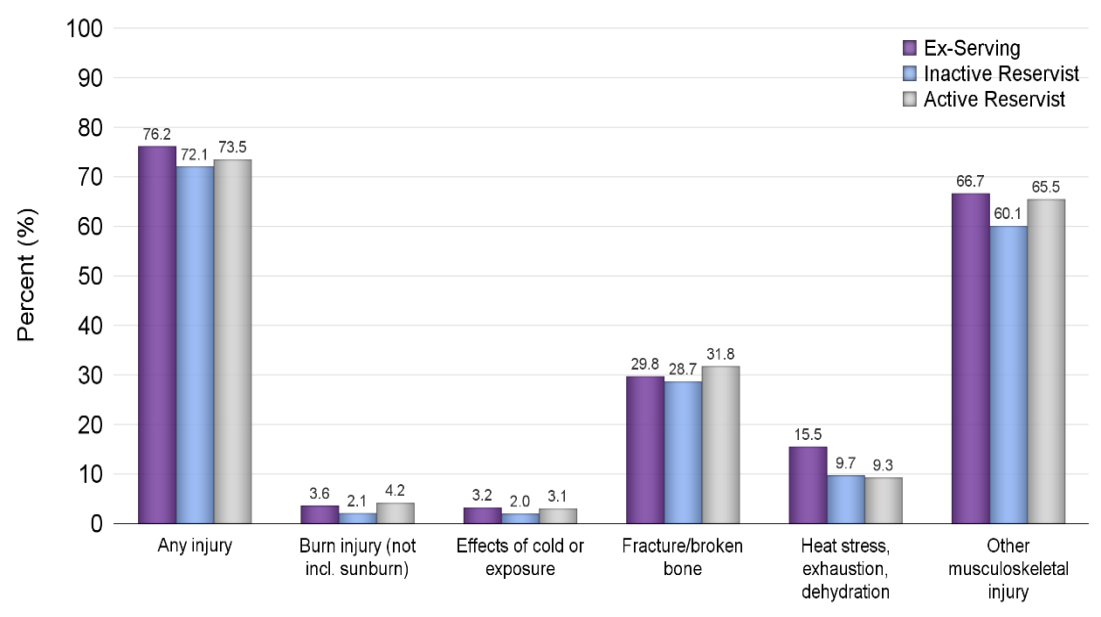 100
90
80
70
60
50
40
30
20
10
0
Percent (%)
Ex-Serving
Inactive Reservist
Active Reservist
76.2
72.1
73.5
3.6
2.1
4.2
3.2
2.0
3.1
29.8
28.7
31.8
15.5
9.7
9.3
66.7
60.1
65.5
Any injury
Burn injury (not
incl. sunburn)
Effects of cold or
exposure
Fracture/broken
bone
Heat stress,
exhaustion,
dehydration
Other
musculoskeletal
injury